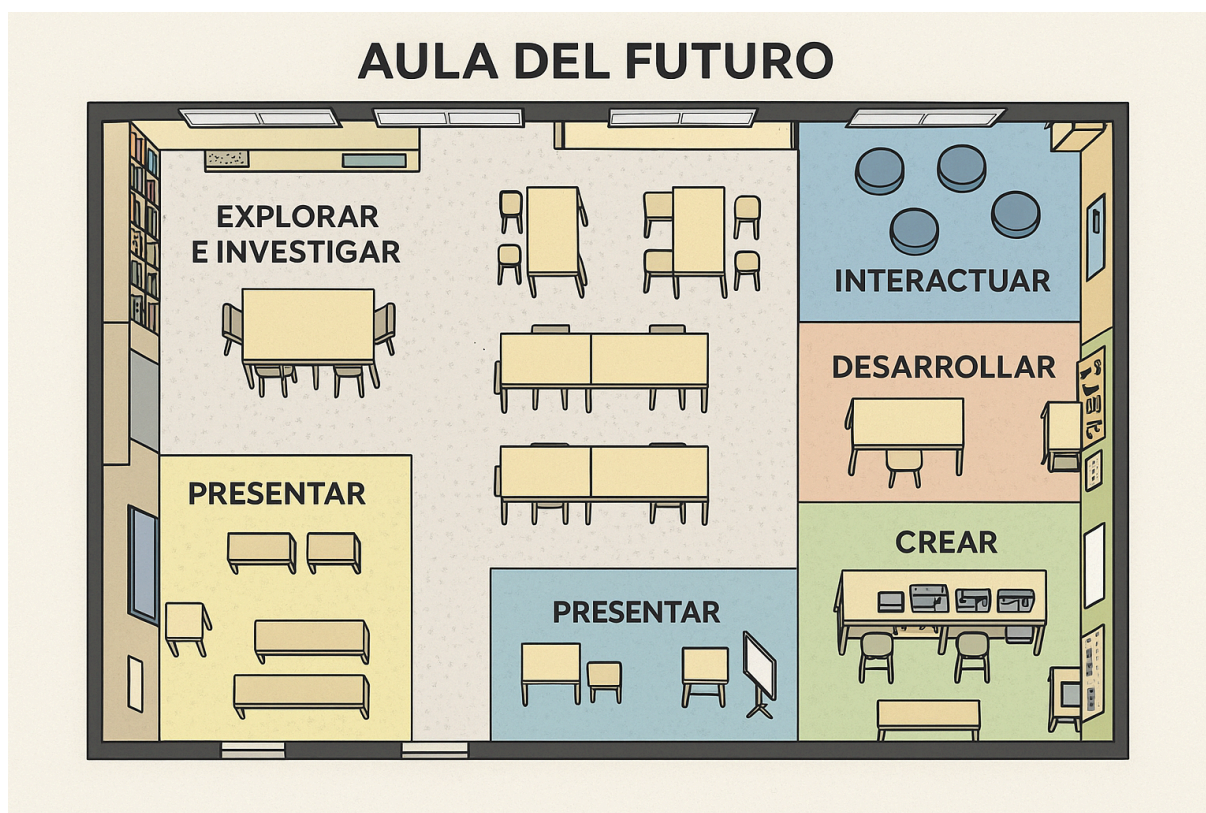 AULA DEL FUTURO
EXPLORAR
E INVESTIGAR
INTERACTUAR
DESARROLLAR
PRESENTAR
CREAR
PRESENTAR